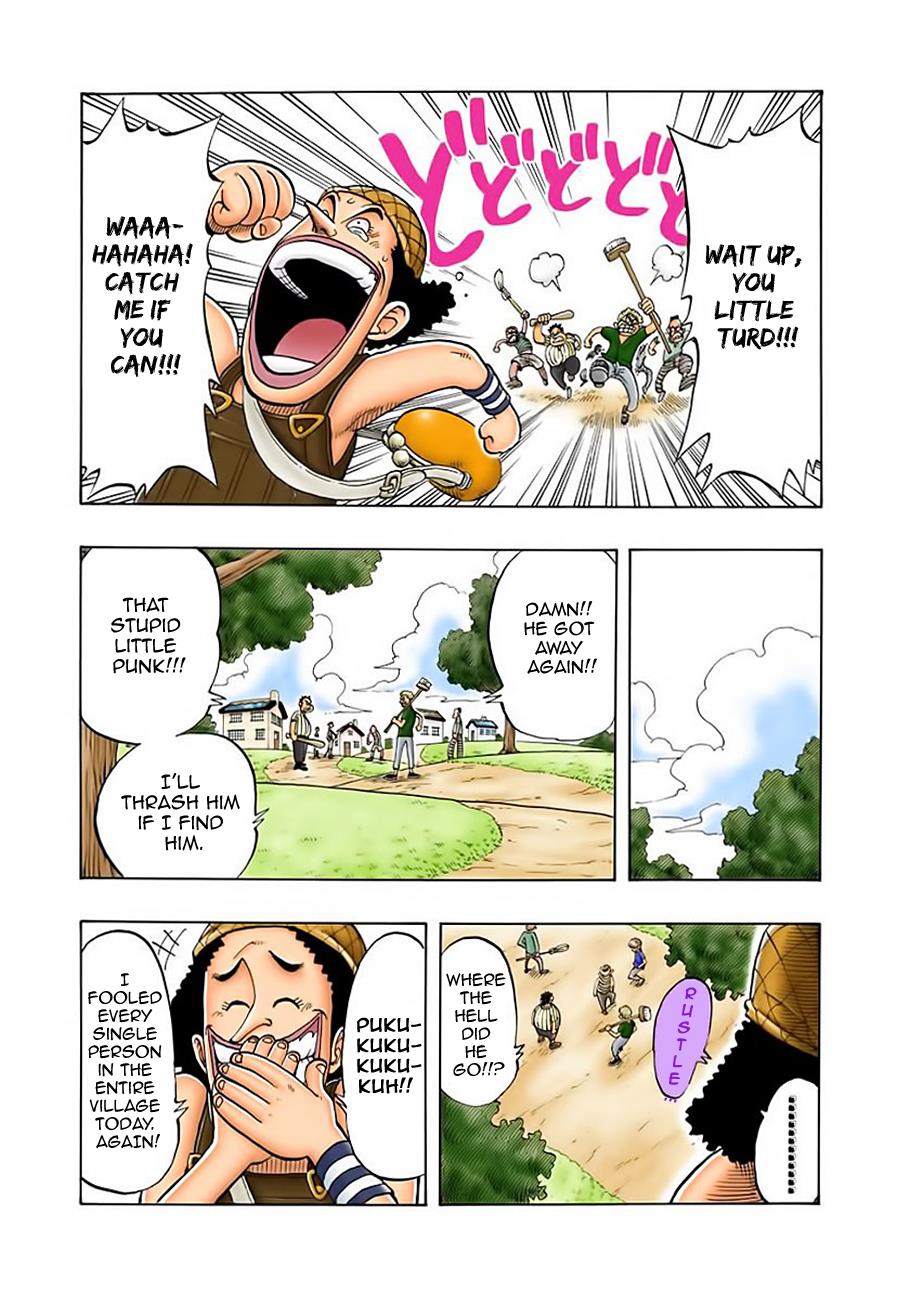 WAIT UP,
YOU
LITTLE
TURD!!!
どどどどど
WAAA-
HAHAHA!
CATCH
ME IF
YOU
CAN!!!
DAMN!!
HE GOT
AWAY
AGAIN!!
THAT
STUPID
LITTLE
PUNK!!!
I'LL
THRASH HIM
IF I FIND
HIM.
RUSTLE...
WHERE
THE
HELL
DID
HE
GO!!?
PUKU-
KUKU-
KUKU-
KUH!!
I
FOOLED
EVERY
SINGLE
PERSON
IN THE
ENTIRE
VILLAGE
TODAY.
AGAIN!